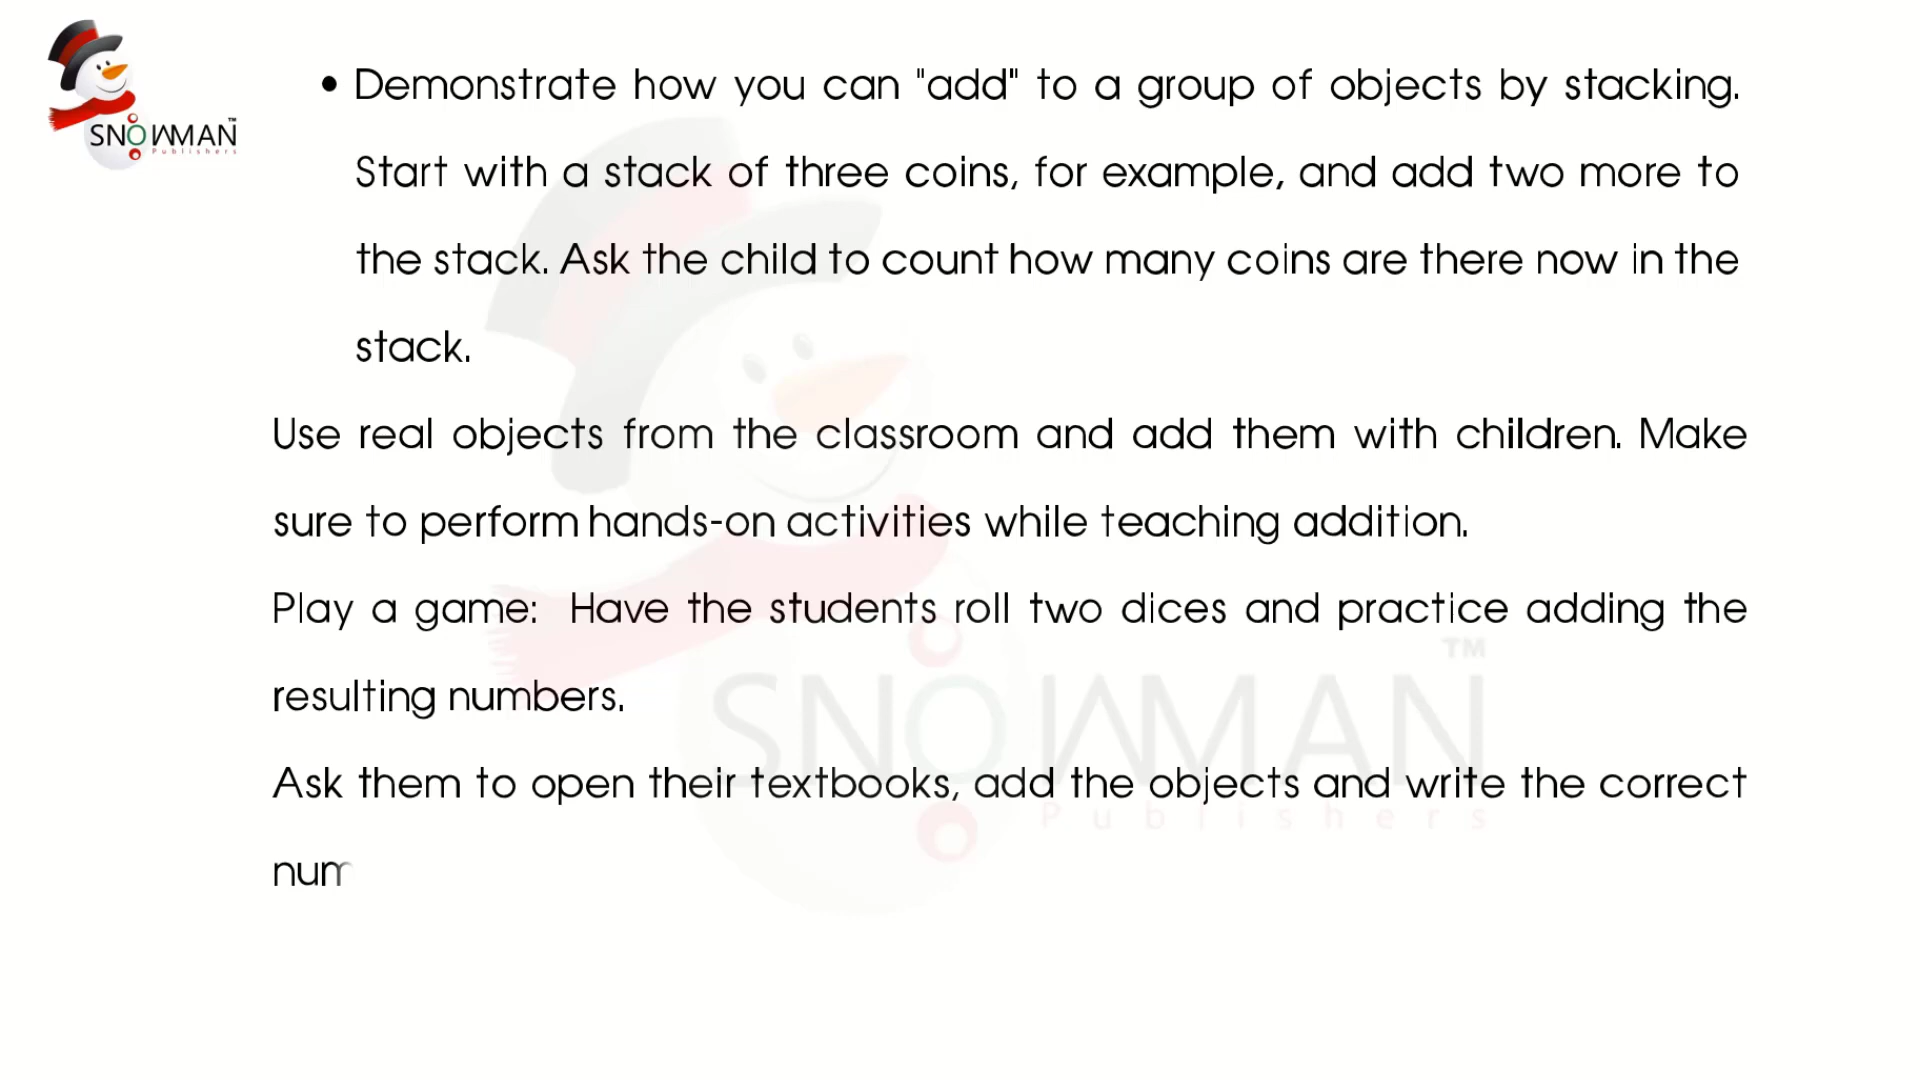 SNOWMAN™
Publishers
• Demonstrate how you can "add" to a group of objects by stacking.
Start with a stack of three coins, for example, and add two more to
the stack. Ask the child to count how many coins are there now in the
stack.
Use real objects from the classroom and add them with children. Make
sure to perform hands-on activities while teaching addition.
Play a game: Have the students roll two dices and practice adding the
resulting numbers.
Ask them to open their textbooks, add the objects and write the correct
num
SNOWMAN™
Publishers